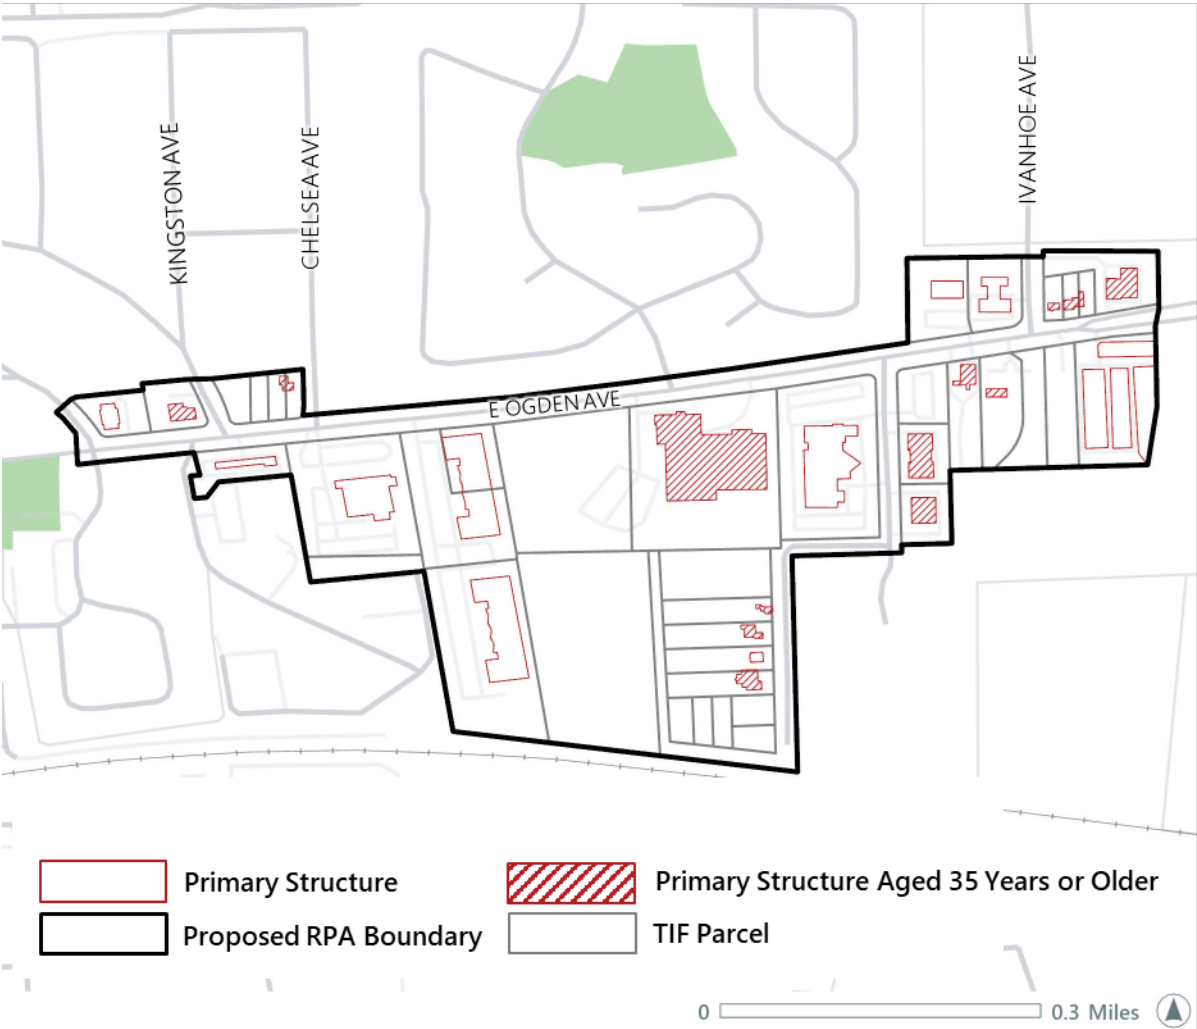 KINGSTON AVE
CHELSEA AVE
IVANHOE AVE
E OGDEN AVE
Primary Structure
Primary Structure Aged 35 Years or Older
Proposed RPA Boundary
TIF Parcel
0 0.3 Miles